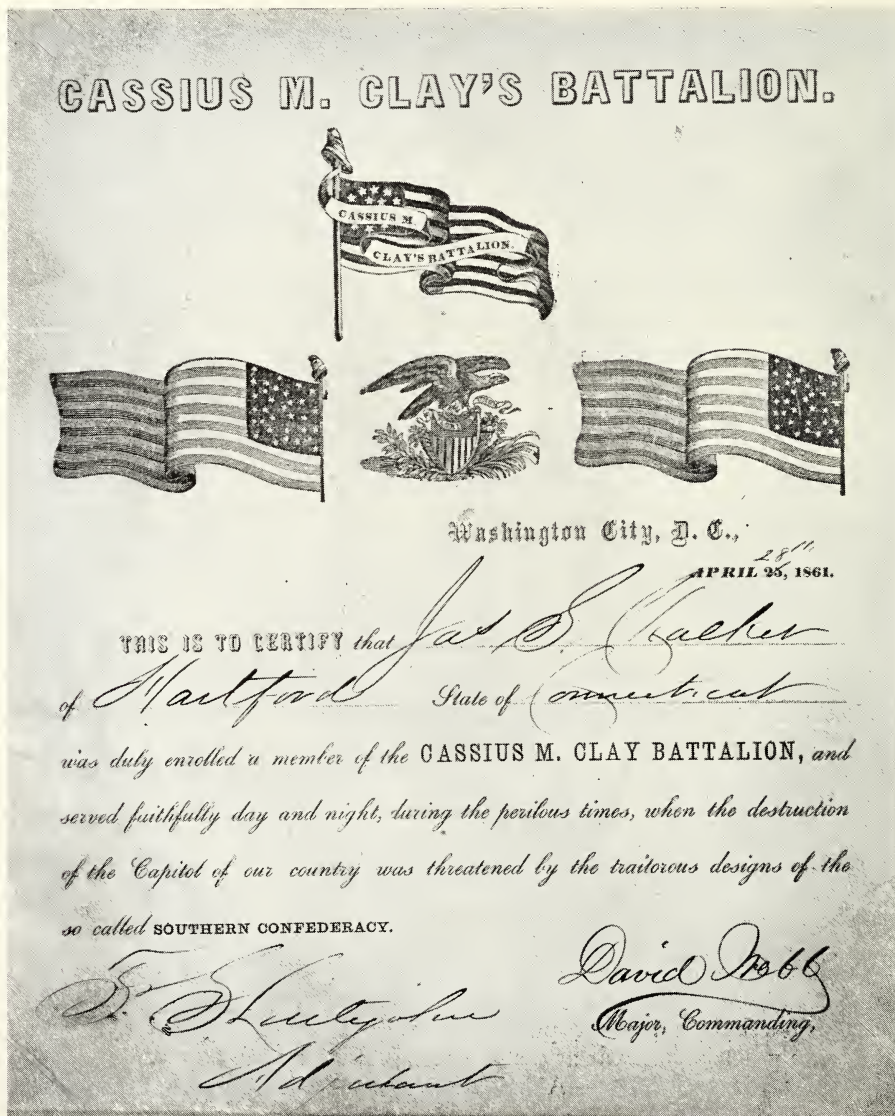 CASSIUS M. CLAY'S BATTALION.
CASSIUS M.
CLAY'S BATTALION.
Washington City, D. C.,
28
APRIL 25, 1861.
THIS IS TO CERTIFY that Jas S. Chalker
of Hartford State of Connecticut
was duly enrolled a member of the CASSIUS M. CLAY BATTALION, and
served faithfully day and night, during the perilous times, when the destruction
of the Capitol of our country was threatened by the traitorous designs of the
so called SOUTHERN CONFEDERACY.
David Webb
Major, Commanding,
Adjutant